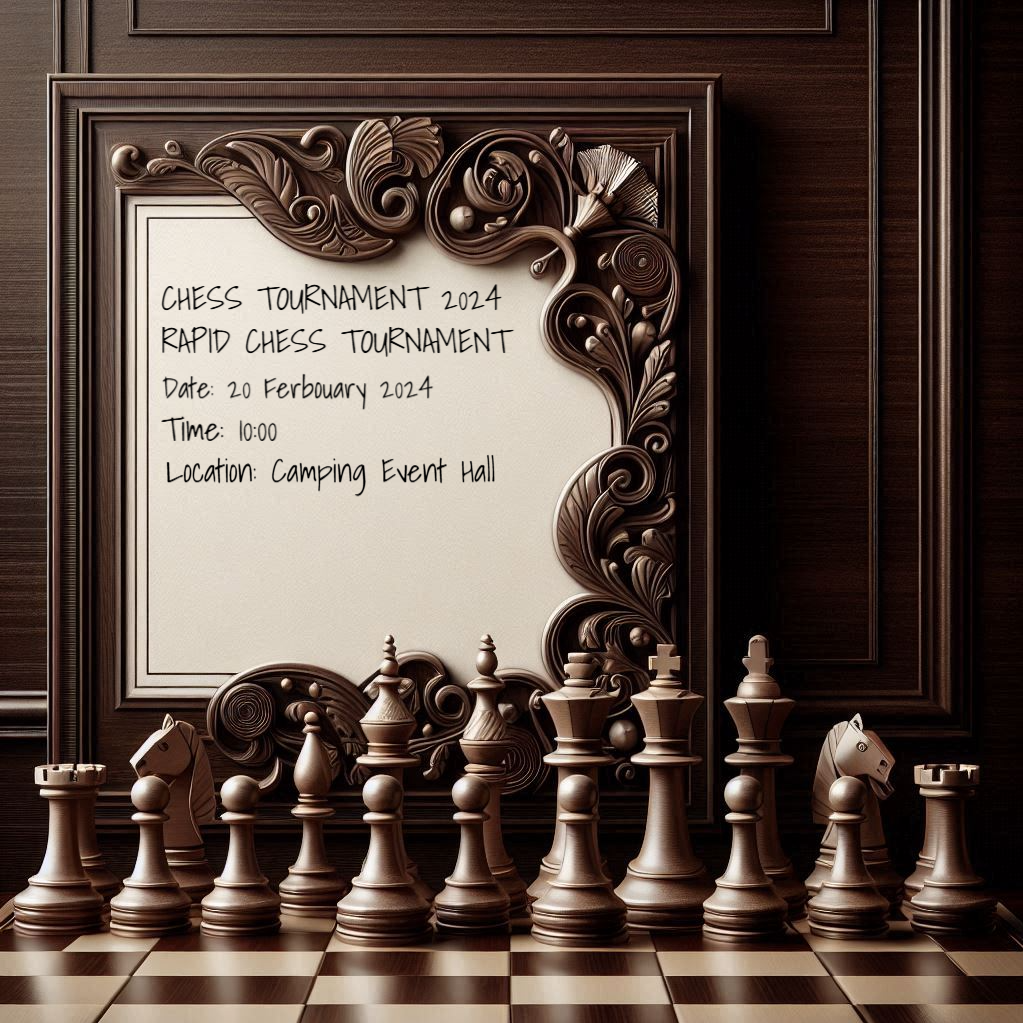 CHESS TOURNAMENT 2024
RAPID CHESS TOURNAMENT
Date: 20 Ferbouary 2024
Time: 10:00
Location: Camping Event Hall